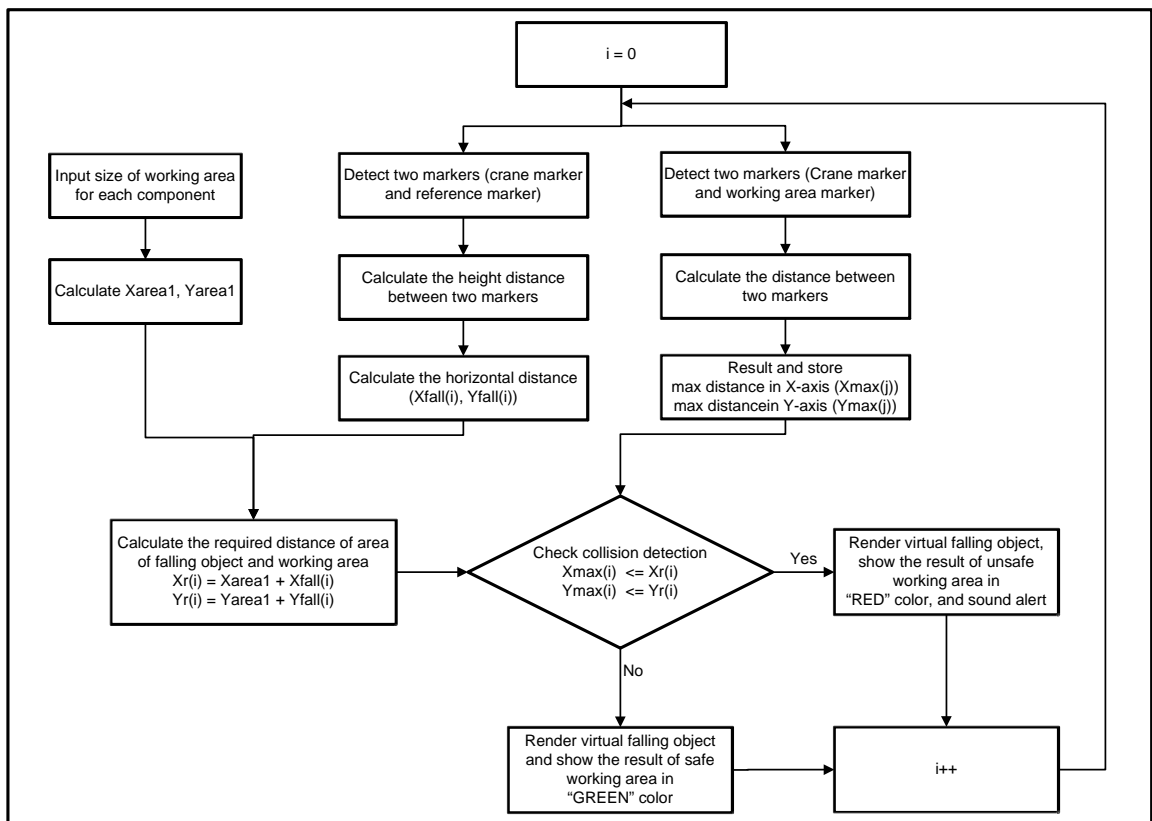 i = 0
Input size of working area
for each component
Detect two markers (crane
and reference marker)
Detect two markers (Crane
marker and working area marker)
Calculate Xarea1, Yarea1
Calculate the height distance
between two markers
Calculate the distance between
two markers
Calculate the horizontal distance
(Xfall(i), Yfall(i))
Result and store
max distance in X-axis (Xmax(j))
max distancein Y-axis (Ymax(j))
Calculate the required distance of area
of falling object and working area
Xr(i) = Xarea1 + Xfall(i)
Yr(i) = Yarea1 + Yfall(i)
Check collision detection
Xmax(i) <= Xr(i)
Ymax(i) <= Yr(i)
Yes
Render virtual falling object,
show the result of unsafe
working area in
“RED” color, and sound alert
No
Render virtual falling object
and show the result of safe
working area in
“GREEN” color
i++